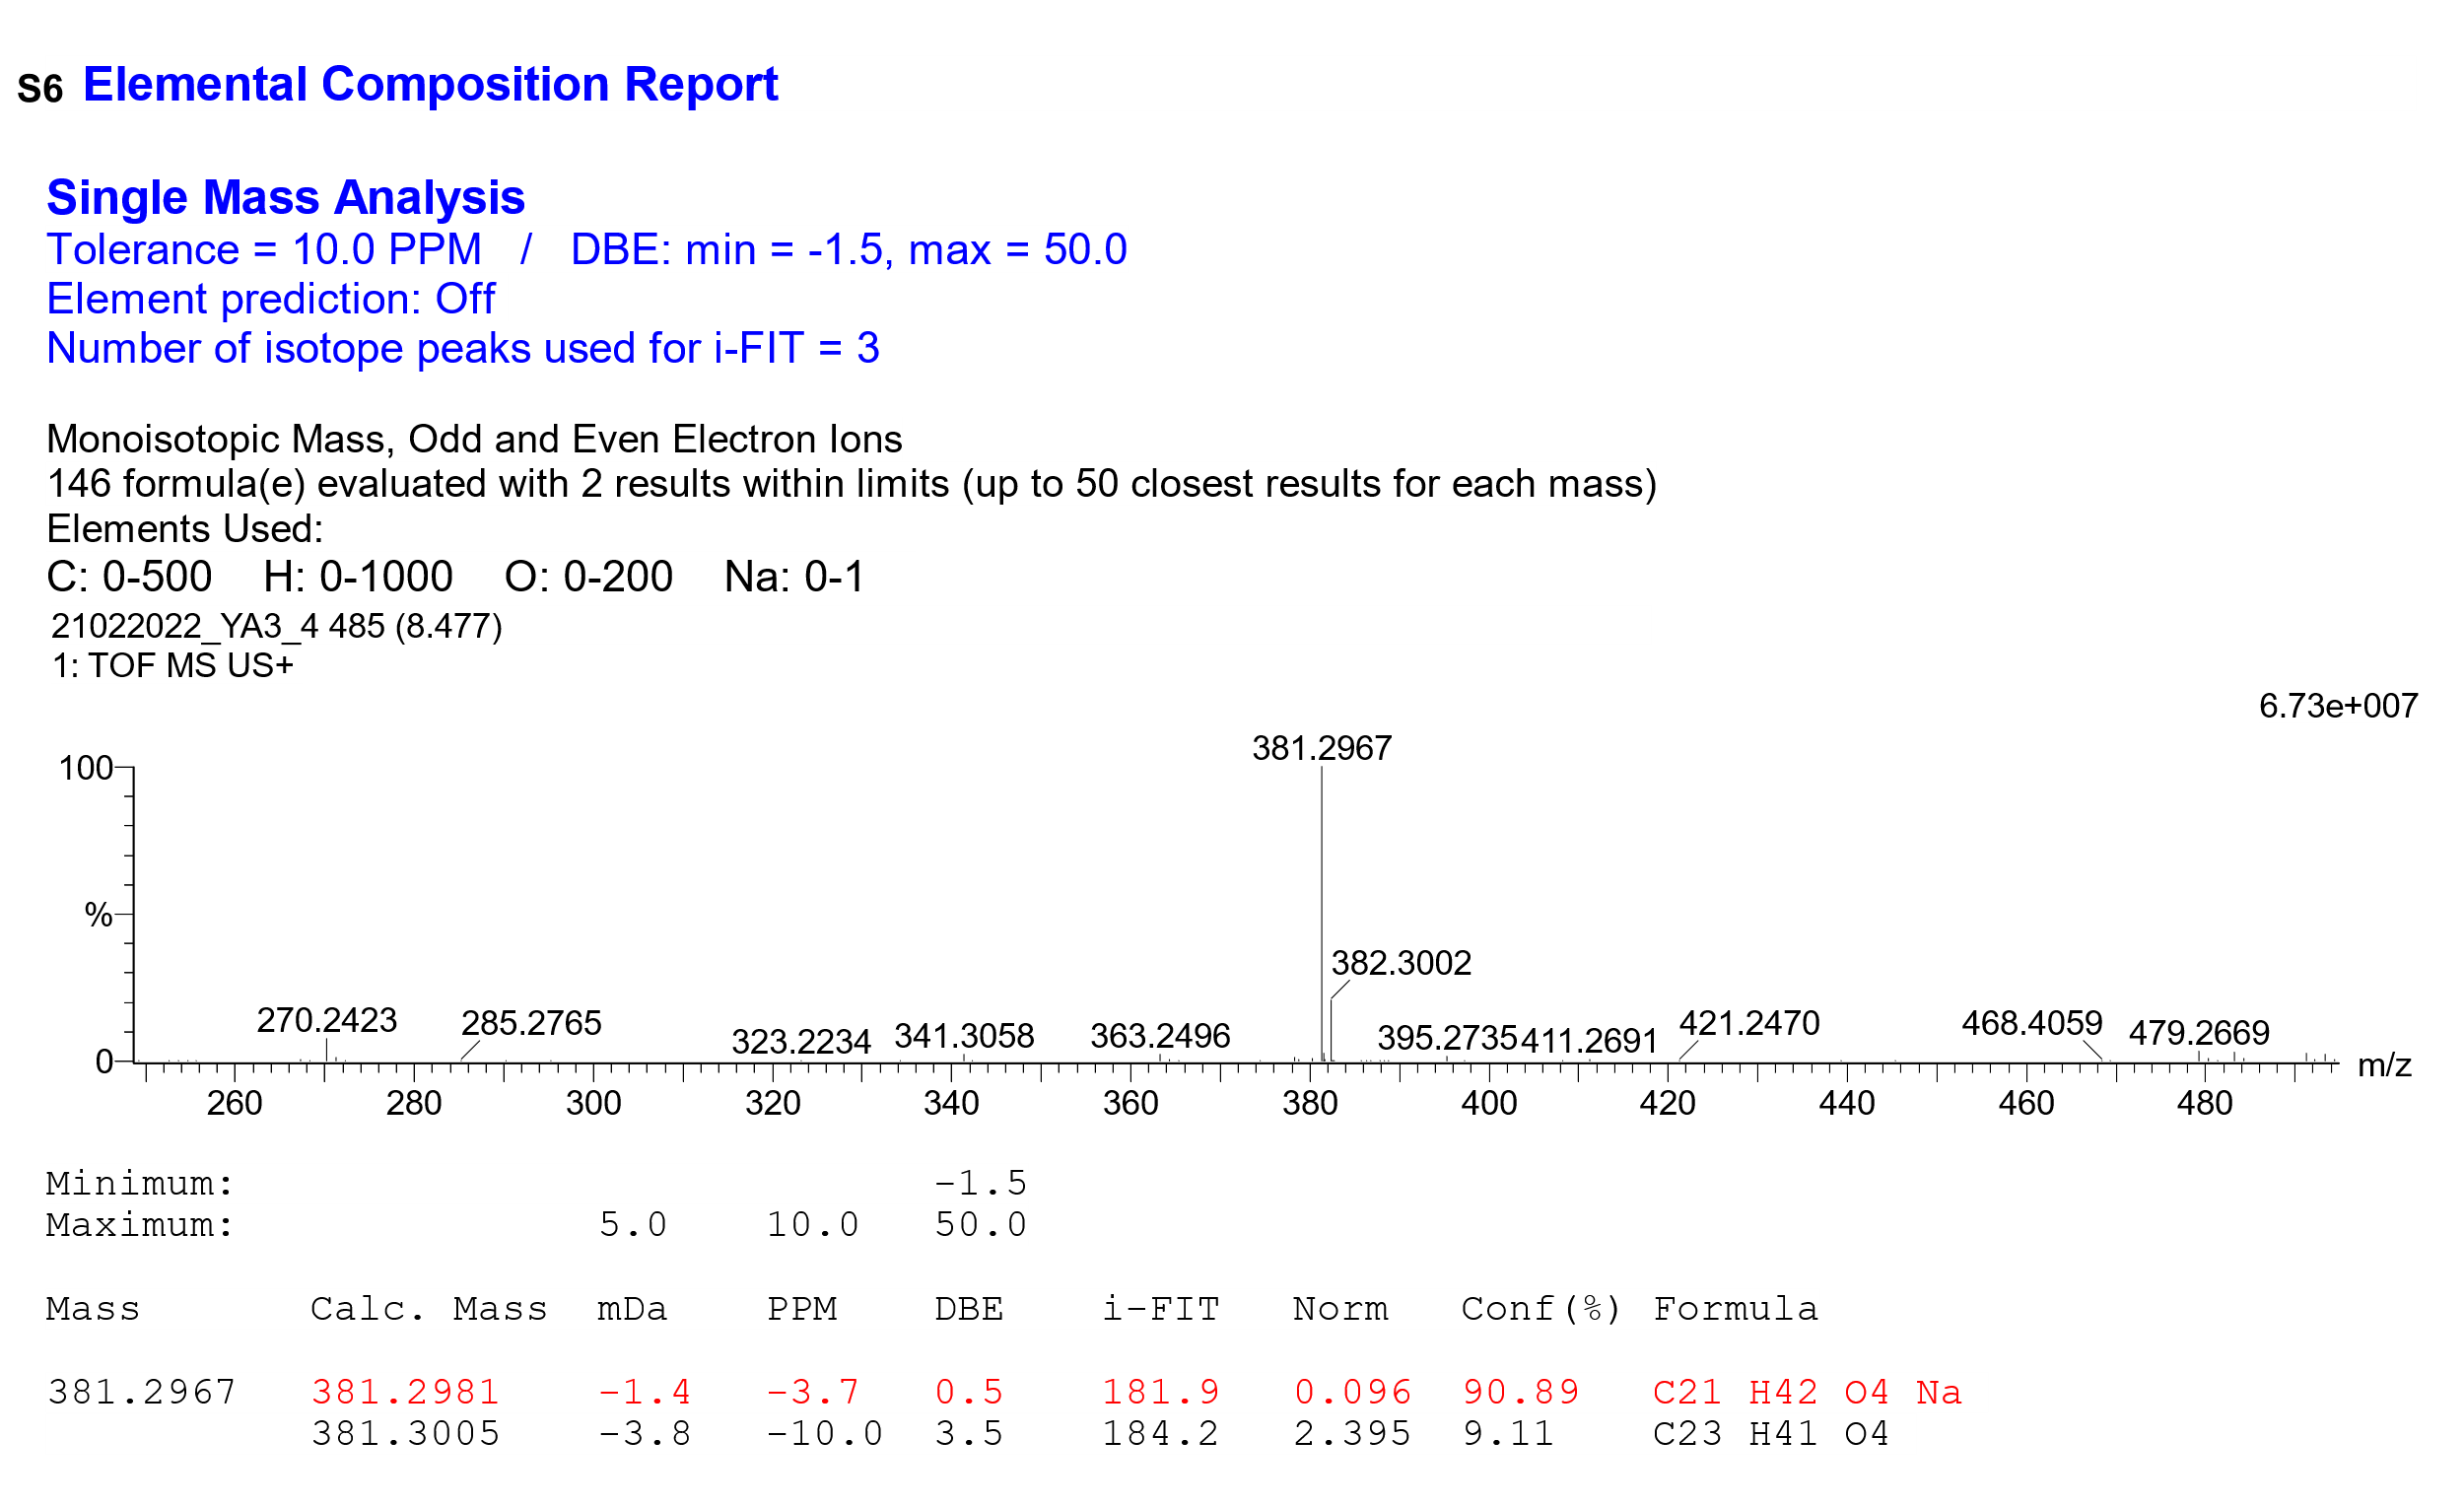 S6 Elemental Composition Report
Single Mass Analysis
Tolerance = 10.0 PPM / DBE: min = -1.5, max = 50.0
Element prediction: Off
Number of isotope peaks used for i-FIT = 3
Monoisotopic Mass, Odd and Even Electron Ions
146 formula(e) evaluated with 2 results within limits (up to 50 closest results for each mass)
Elements Used:
C: 0-500 H: 0-1000 O: 0-200 Na: 0-1
21022022_YA3_4 485 (8.477)
1: TOF MS US+
6.73e+007
381.2967
100
%
382.3002
270.2423 285.2765 323.2234 341.3058 363.2496 395.2735 411.2691 421.2470 468.4059 479.2669
0
m/z
260 280 300 320 340 360 380 400 420 440 460 480
Minimum: -1.5
Maximum: 5.0 10.0 50.0
Mass Calc. Mass mDa PPM DBE i-FIT Norm Conf(%) Formula
381.2967 381.2981 -1.4 -3.7 0.5 181.9 0.096 90.89 C21 H42 O4 Na
381.3005 -3.8 -10.0 3.5 184.2 2.395 9.11 C23 H41 O4